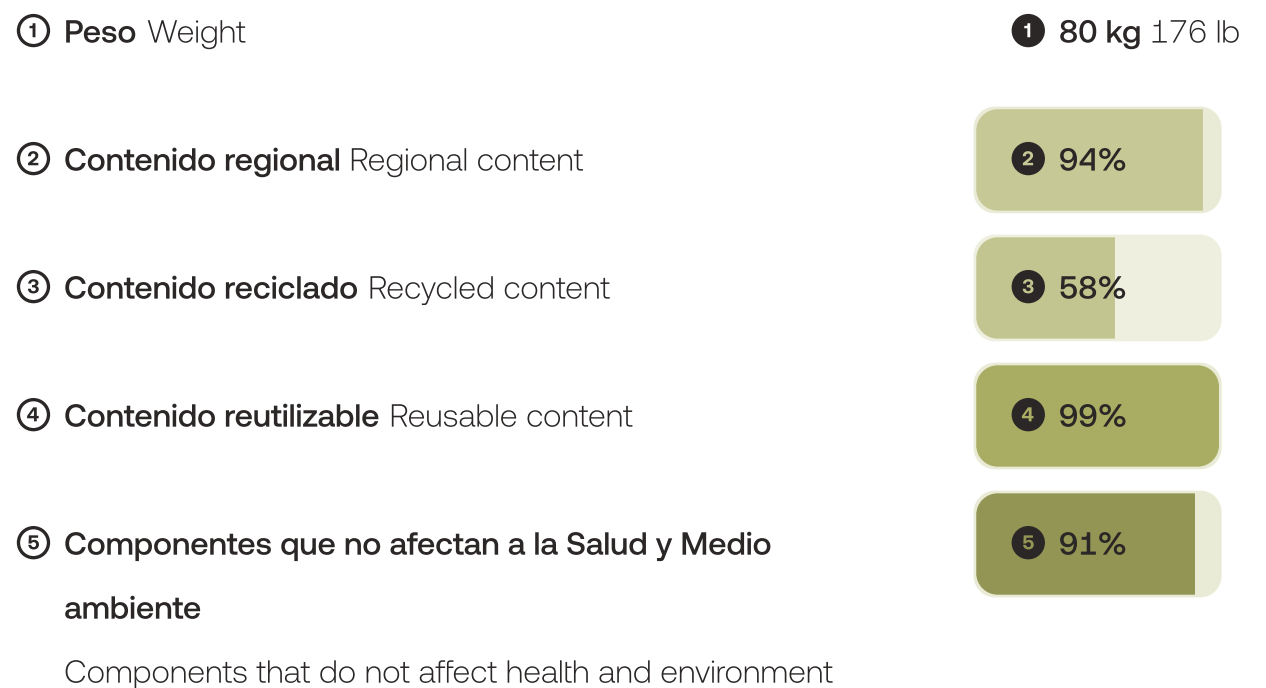 1 Peso Weight 1 80 kg 176 lb
2 Contenido regional Regional content 2 94%
3 Contenido reciclado Recycled content 3 58%
4 Contenido reutilizable Reusable content 4 99%
5 Componentes que no afectan a la Salud y Medio 5 91%
ambiente
Components that do not affect health and environment